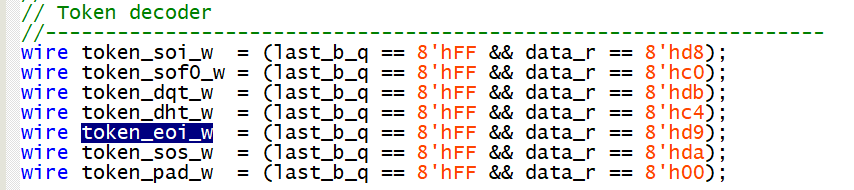 // Token decoder
//-----------------------------------------------------------------
wire token_soi_w  = (last_b_q == 8'hFF && data_r == 8'hd8);
wire token_sof0_w = (last_b_q == 8'hFF && data_r == 8'hc0);
wire token_dqt_w  = (last_b_q == 8'hFF && data_r == 8'hdb);
wire token_dht_w  = (last_b_q == 8'hFF && data_r == 8'hc4);
wire token_eoi_w  = (last_b_q == 8'hFF && data_r == 8'hd9);
wire token_sos_w  = (last_b_q == 8'hFF && data_r == 8'hda);
wire token_pad_w  = (last_b_q == 8'hFF && data_r == 8'h00);